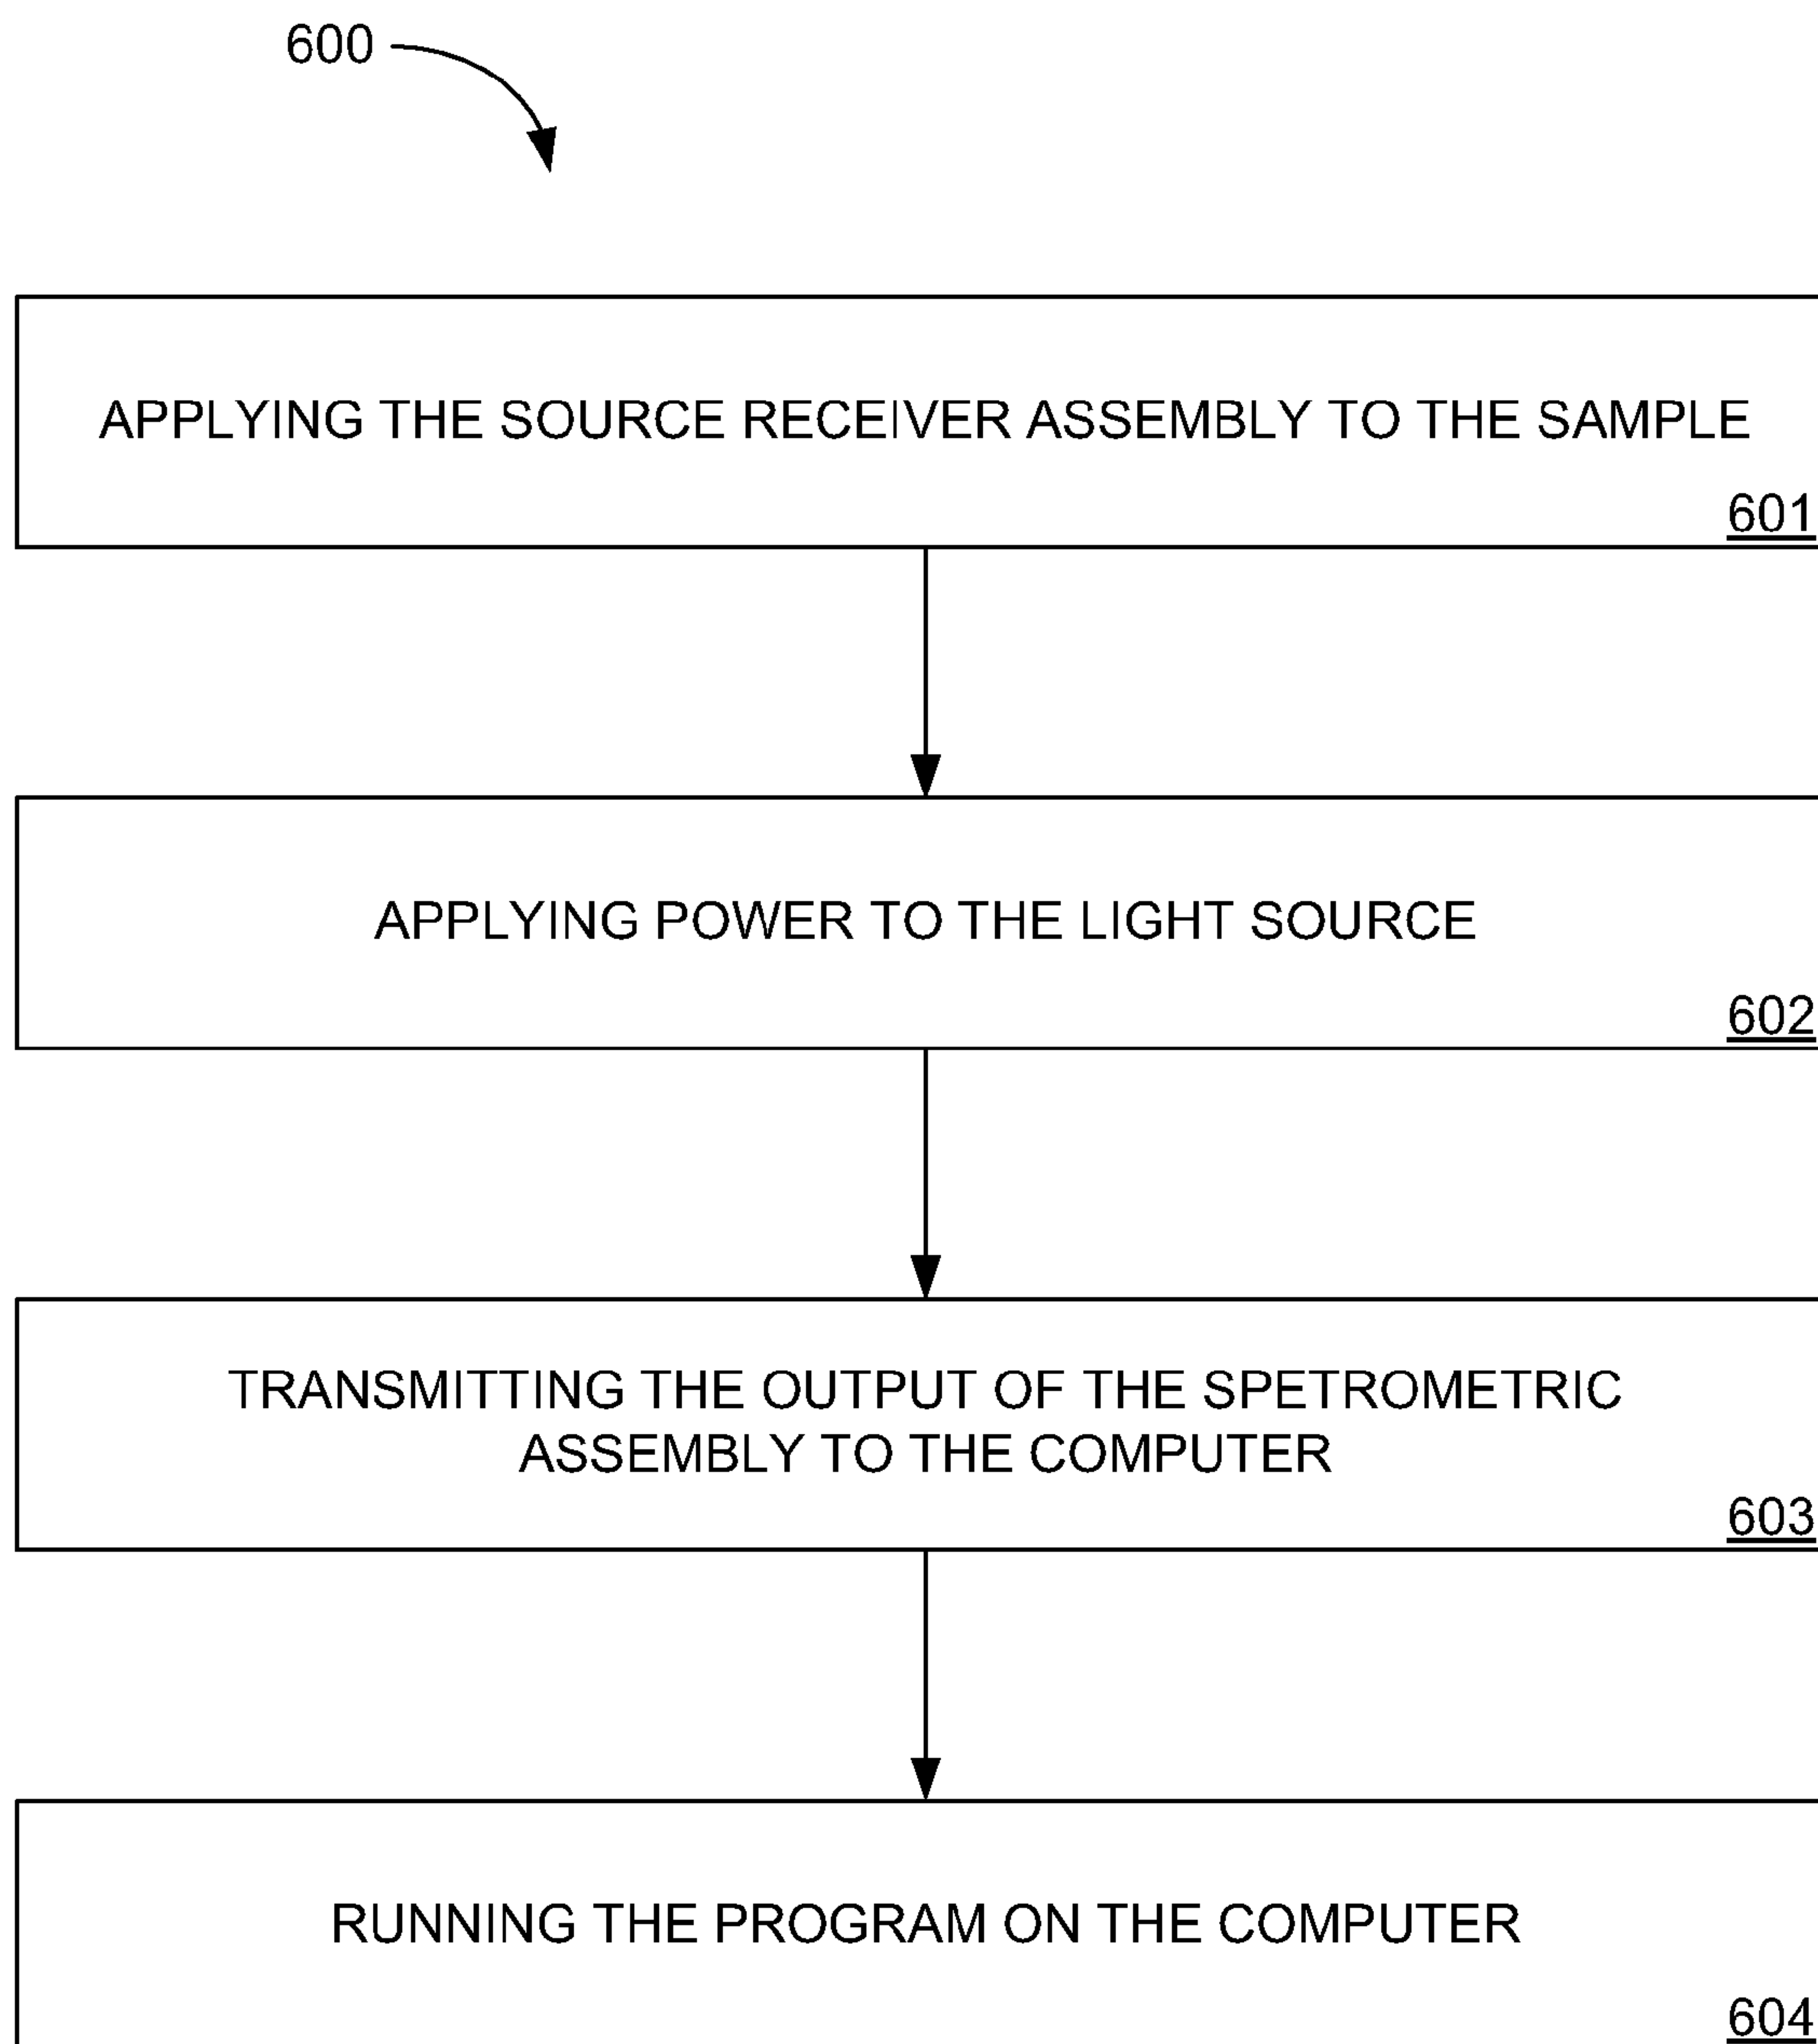 600
APPLYING THE SOURCE RECEIVER ASSEMBLY TO THE SAMPLE
601
APPLYING POWER TO THE LIGHT SOURCE
602
TRANSMITTING THE OUTPUT OF THE SPETROMETRIC
ASSEMBLY TO THE COMPUTER
603
RUNNING THE PROGRAM ON THE COMPUTER
604